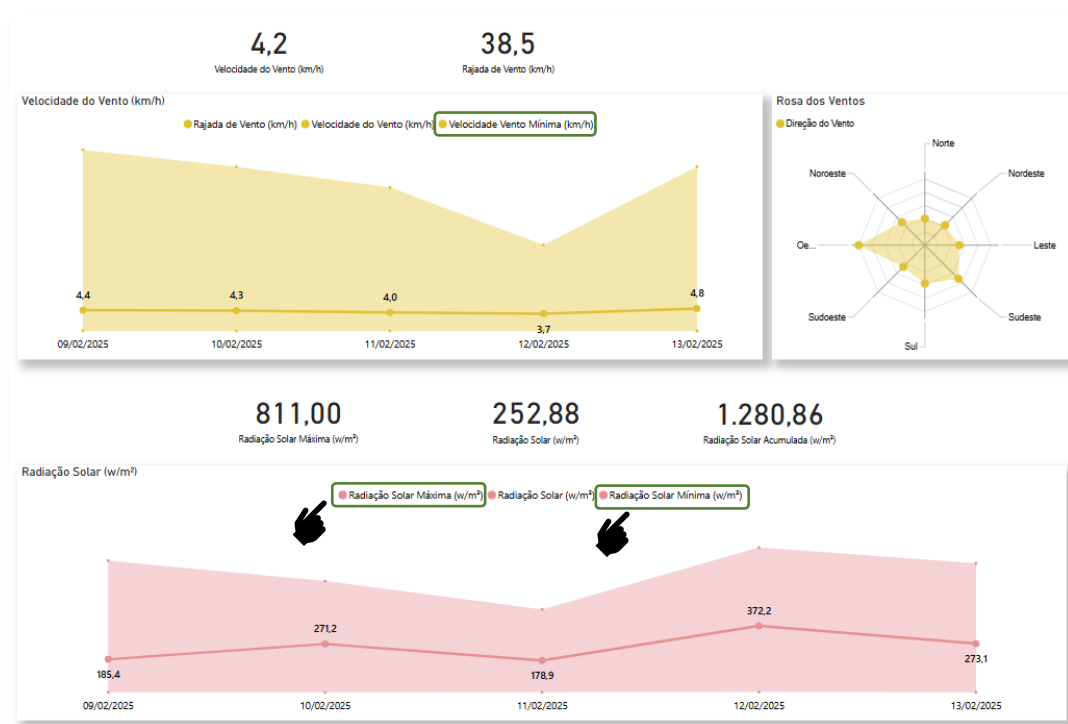 4,2
Velocidade do Vento (km/h)
38,5
Rajada de Vento (km/h)
Velocidade do Vento (km/h)
Rajada de Vento (km/h) Velocidade do Vento (km/h) Velocidade Vento Mínima (km/h)
4,4
4,3
4,0
3,7
4,8
09/02/2025
10/02/2025
11/02/2025
12/02/2025
13/02/2025
Rosa dos Ventos
Direção do Vento
Norte
Noroeste
Nordeste
Oe...
Leste
Sudoeste
Sudeste
Sul
811,00
Radiação Solar Máxima (w/m²)
252,88
Radiação Solar (w/m²)
1.280,86
Radiação Solar Acumulada (w/m²)
Radiação Solar (w/m²)
Radiação Solar Máxima (w/m²) Radiação Solar (w/m²) Radiação Solar Mínima (w/m²)
185,4
271,2
178,9
372,2
273,1
09/02/2025
10/02/2025
11/02/2025
12/02/2025
13/02/2025